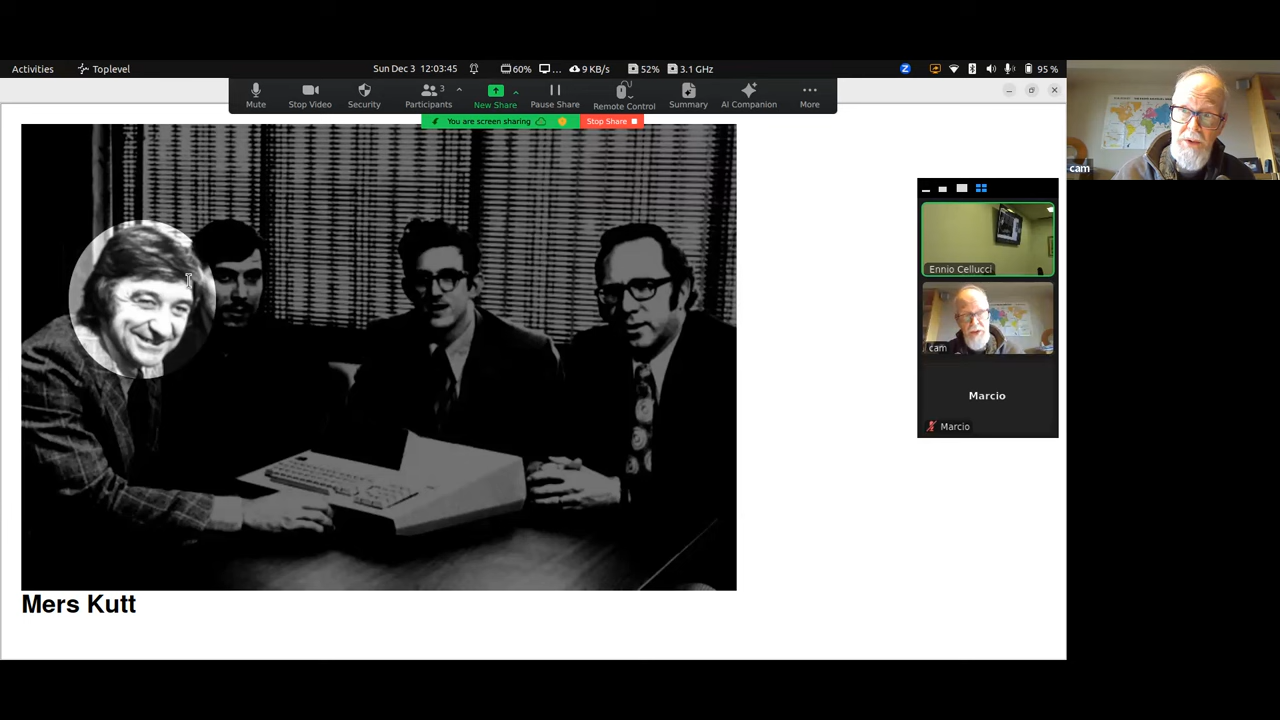 Activities
Toplevel
Sun Dec 3 12:03:45
60%
...
9 KB/s
52%
3.1 GHz
95 %
Mute
Stop Video
Security
3
Participants
New Share
Pause Share
Remote Control
Summary
AI Companion
More
You are screen sharing
Stop Share
cam
Ennio Cellucci
cam
Marcio
Marcio
Mers Kutt